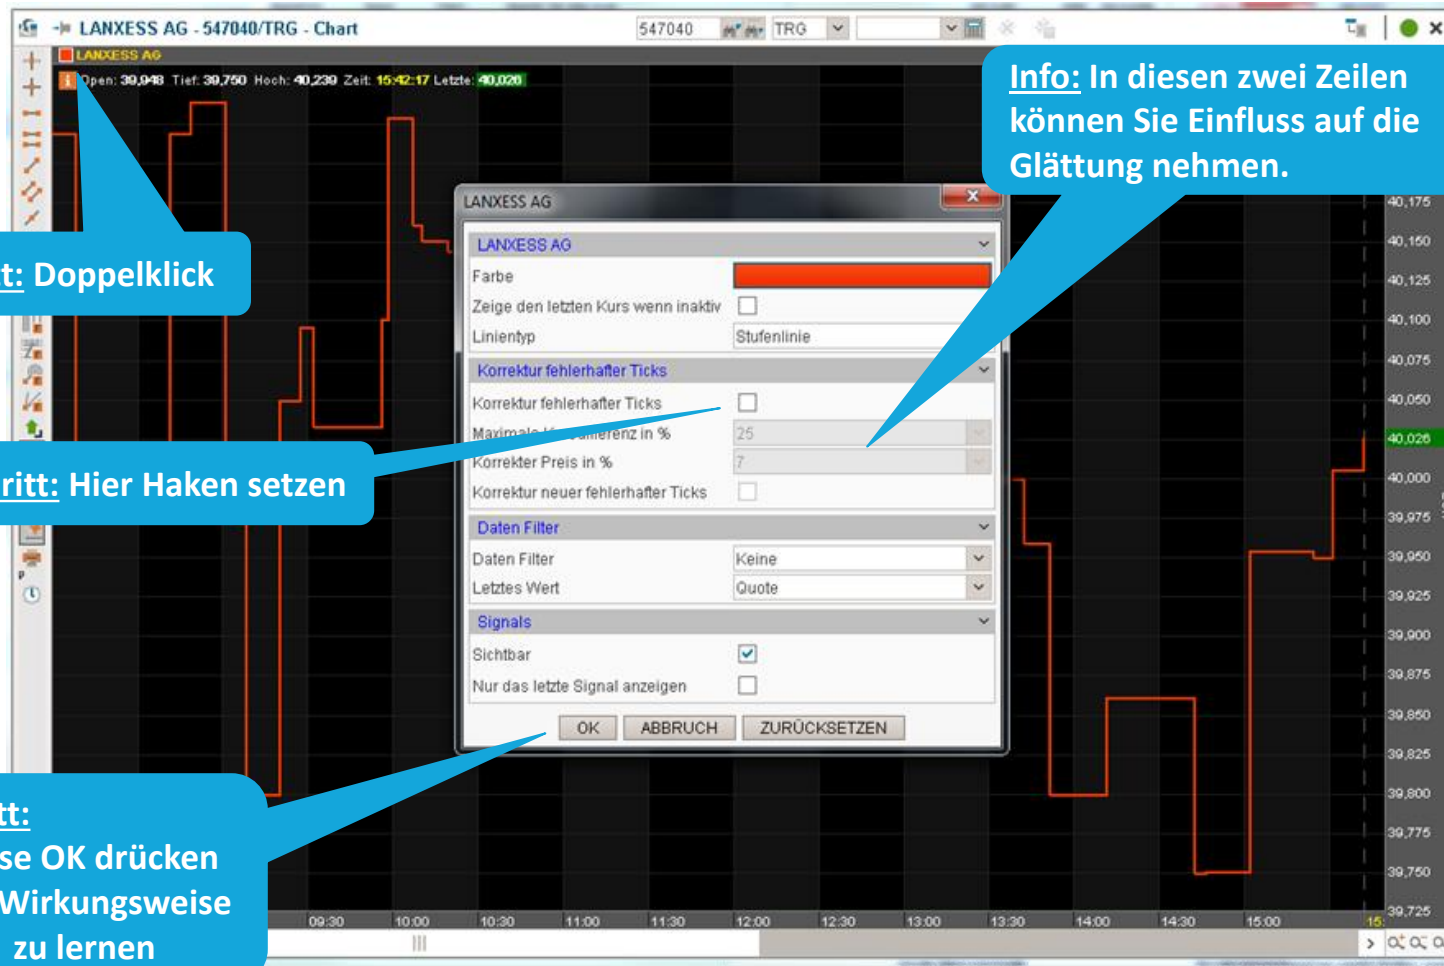 LANXESS AG - 547040/TRG - Chart
547040
TRG
LANXESS AG
Open: 39,948 Tief: 39,750 Hoch: 40,239 Zeit: 15:42:17 Letzte: 40,026
Info: In diesen zwei Zeilen
können Sie Einfluss auf die
Glättung nehmen.
tt: Doppelklick
ritt: Hier Haken setzen
tt:
se OK drücken
Wirkungsweise
zu lernen
LANXESS AG
LANXESS AG
Farbe
Zeige den letzten Kurs wenn inaktiv
Linientyp Stufenlinie
Korrektur fehlerhafter Ticks
Korrektur fehlerhafter Ticks
in % 25
Korrekter Preis in % 7
Korrektur neuer fehlerhafter Ticks
Daten Filter
Daten Filter Keine
Letztes Wert Quote
Signals
Sichtbar
Nur das letzte Signal anzeigen
OK ABBRUCH ZURÜCKSETZEN
40,175
40,150
40,125
40,100
40,075
40,050
40,026
40,000
39,975
39,950
39,925
39,900
39,875
39,850
39,825
39,800
39,775
39,750
39,725
09:30 10:00 10:30 11:00 11:30 12:00 12:30 13:00 13:30 14:00 14:30 15:00 15: